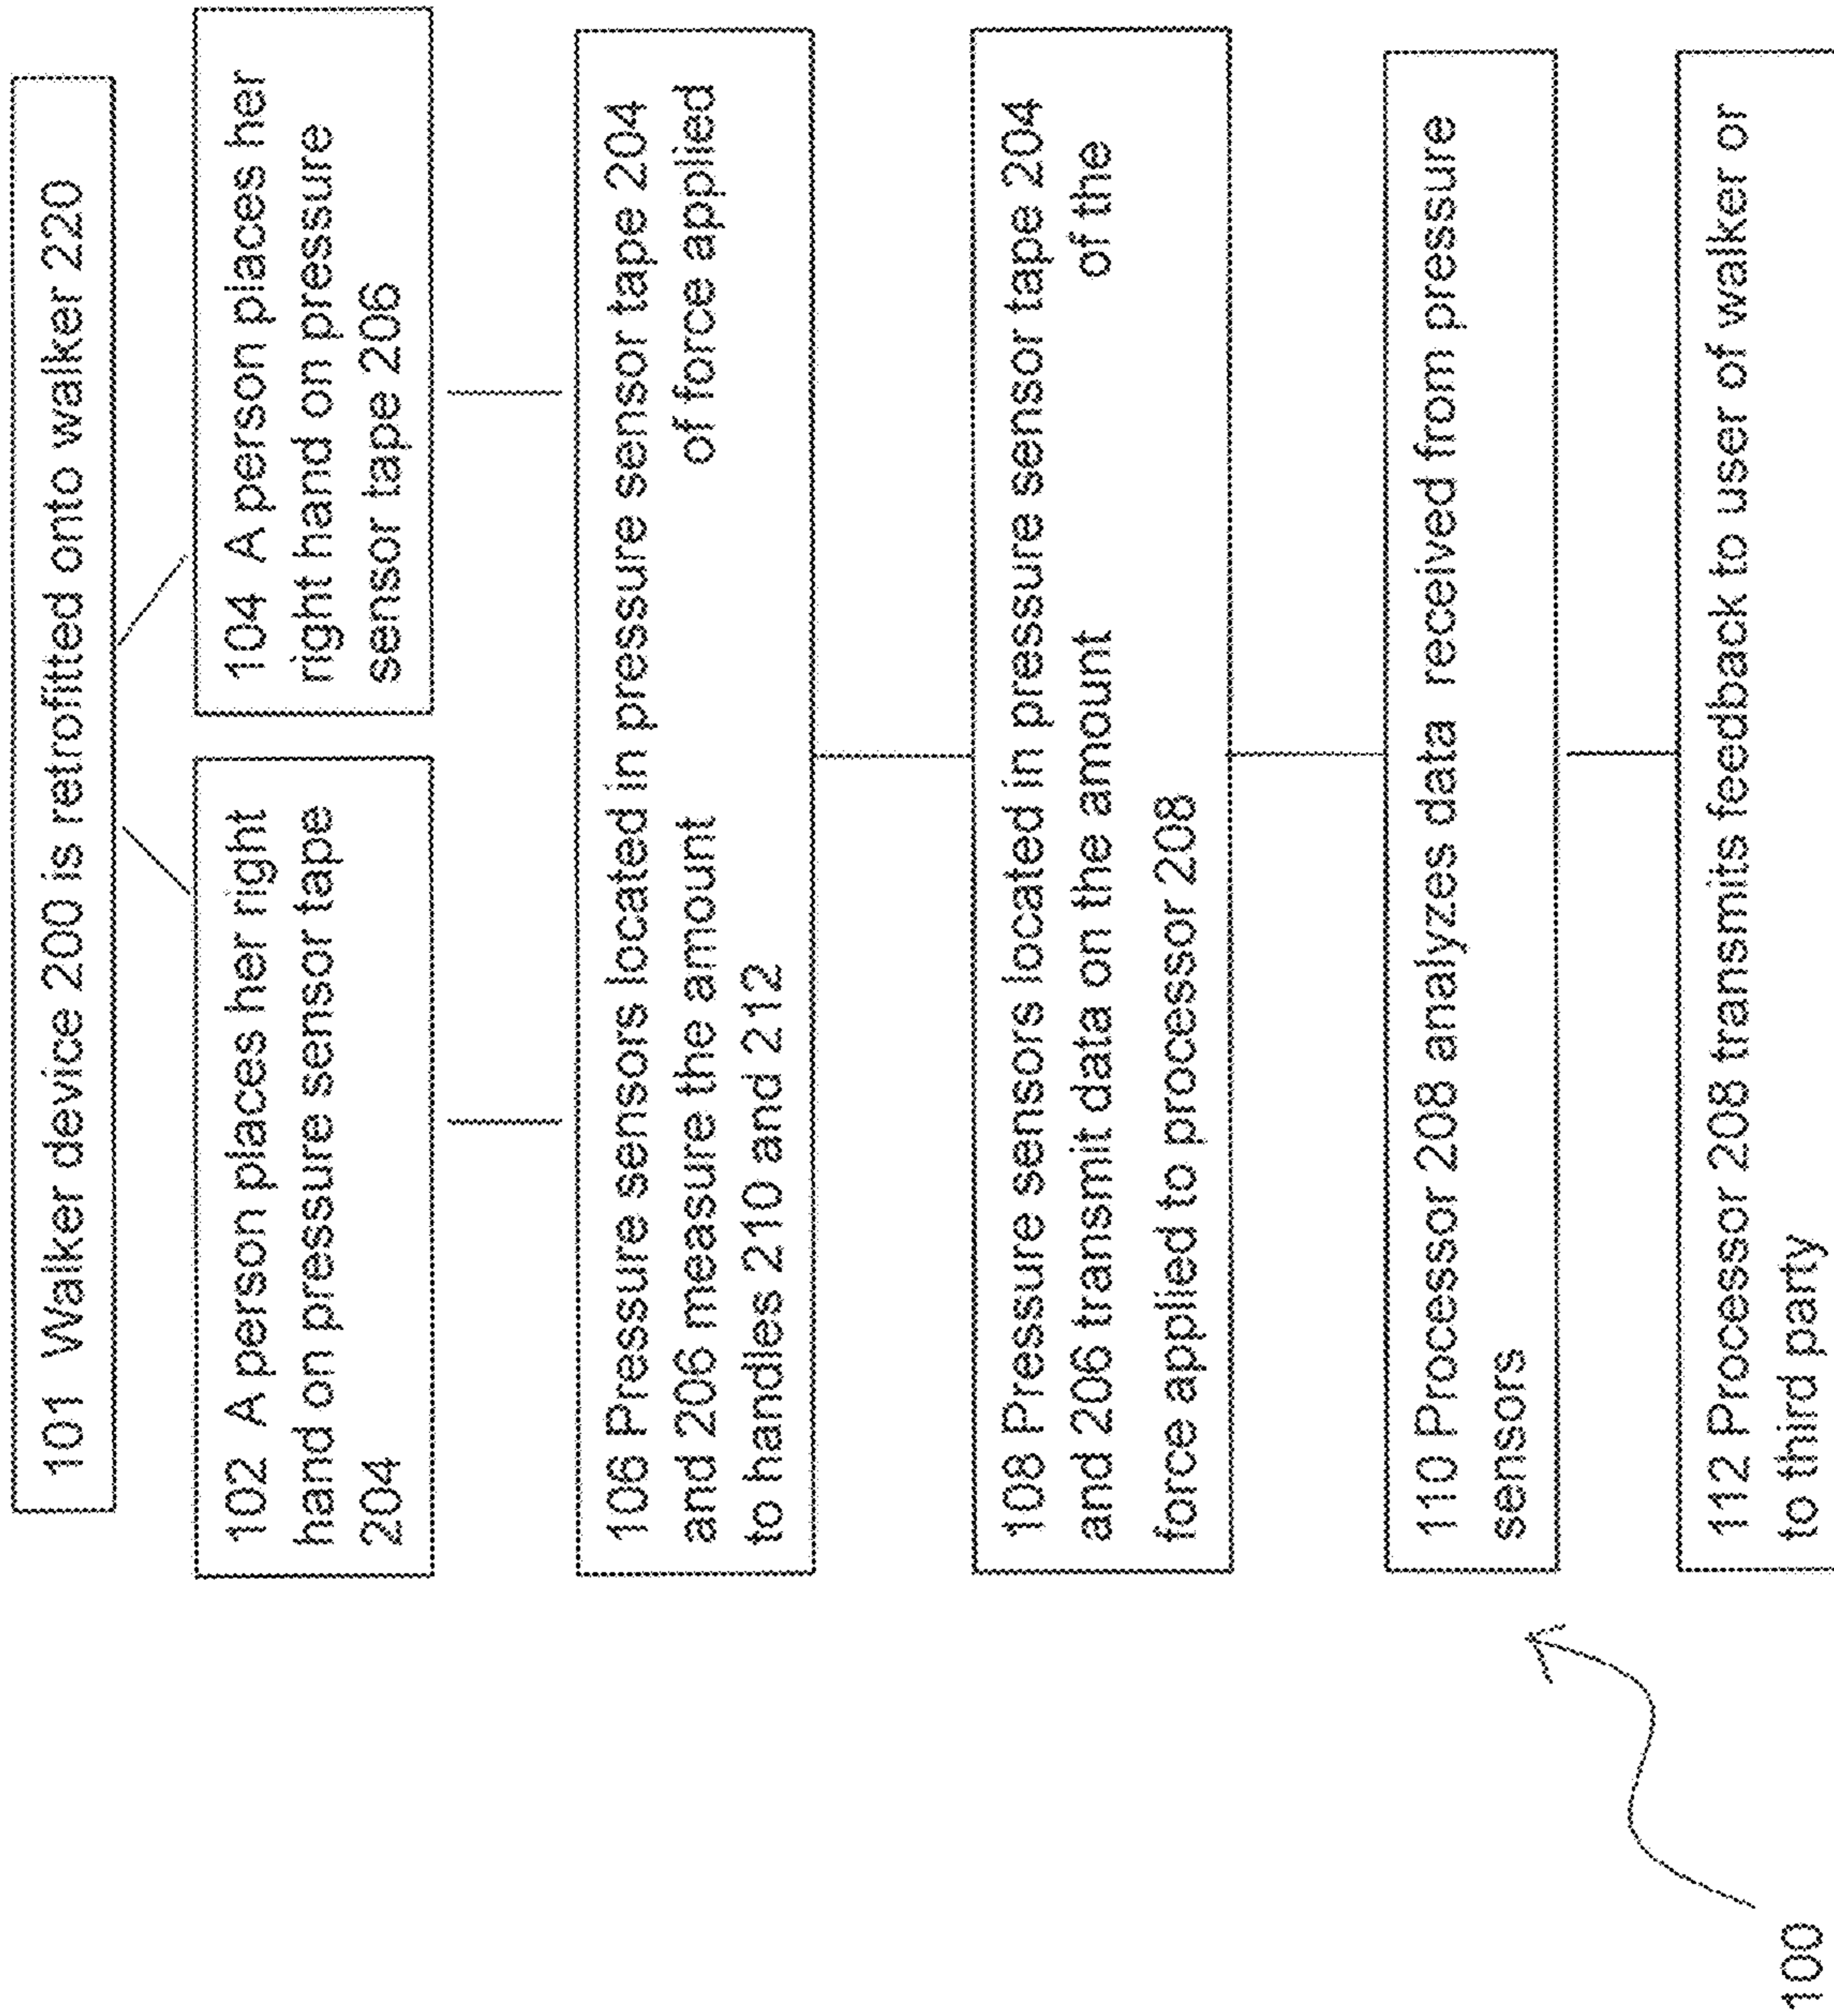 101 Walker device 200 is retrofitted onto walker 220
102 A person places her right
hand on pressure sensor tape
204
104 A person places her
right hand on pressure
sensor tape 206
106 Pressure sensors located in pressure sensor tape 204
and 206 measure the amount of force applied
to handles 210 and 212
108 Pressure sensors located in pressure sensor tape 204
and 206 transmit data on the amount of the
force applied to processor 208
110 Processor 208 analyzes data received from pressure
sensors
112 Processor 208 transmits feedback to user of walker or
to third party
100